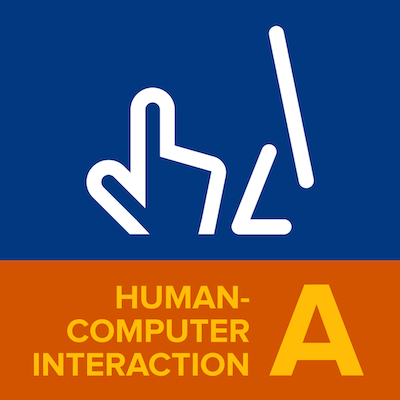 HUMAN-
COMPUTER
INTERACTION
A